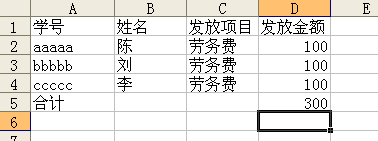 A B C D E
1 学号 姓名 发放项目 发放金额
2 aaaaa 陈 劳务费 100
3 bbbbb 刘 劳务费 100
4 ccccc 李 劳务费 100
5 合计 300
6
7